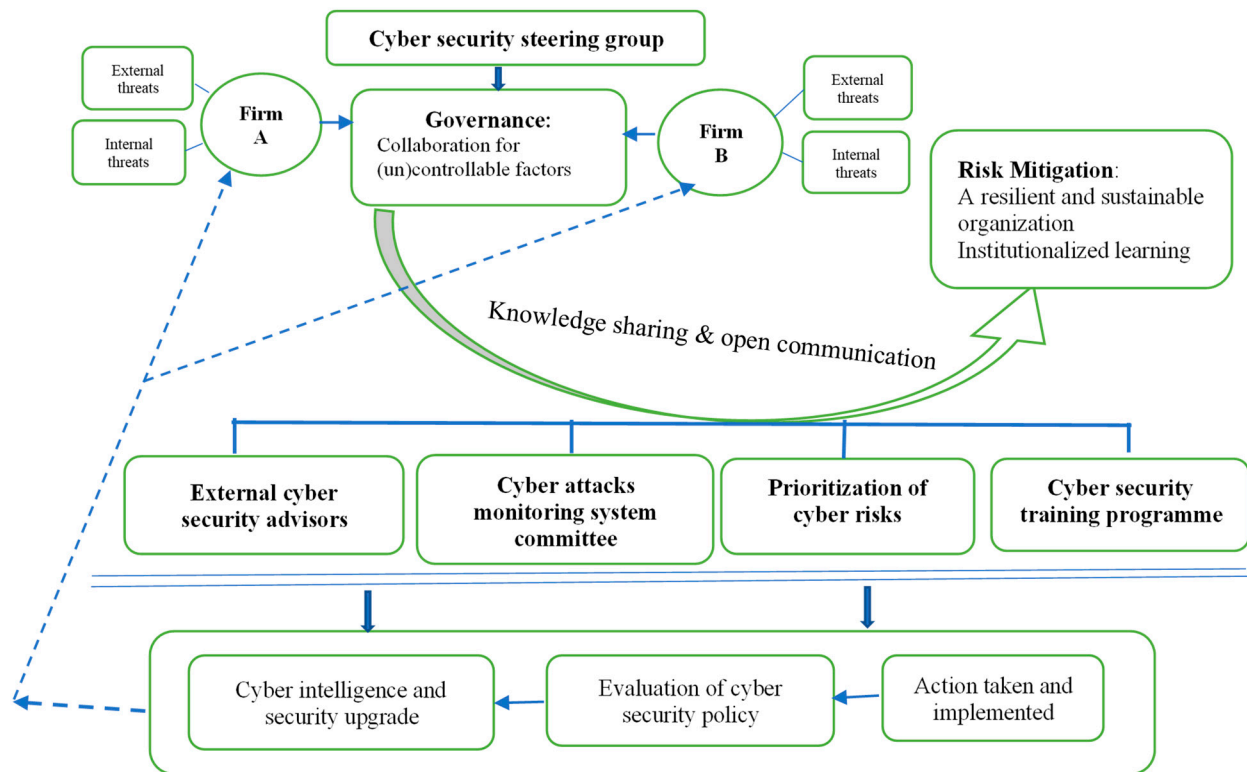 Cyber security steering group
External
threats
Internal
threats
Firm
A
Governance:
Collaboration for
(un)controllable factors
Firm
B
External
threats
Internal
threats
Risk Mitigation:
A resilient and sustainable
organization
Institutionalized learning
Knowledge sharing & open communication
External cyber
security advisors
Cyber attacks
monitoring system
committee
Prioritization of
cyber risks
Cyber security
training programme
Cyber intelligence and
security upgrade
Evaluation of cyber
security policy
Action taken and
implemented